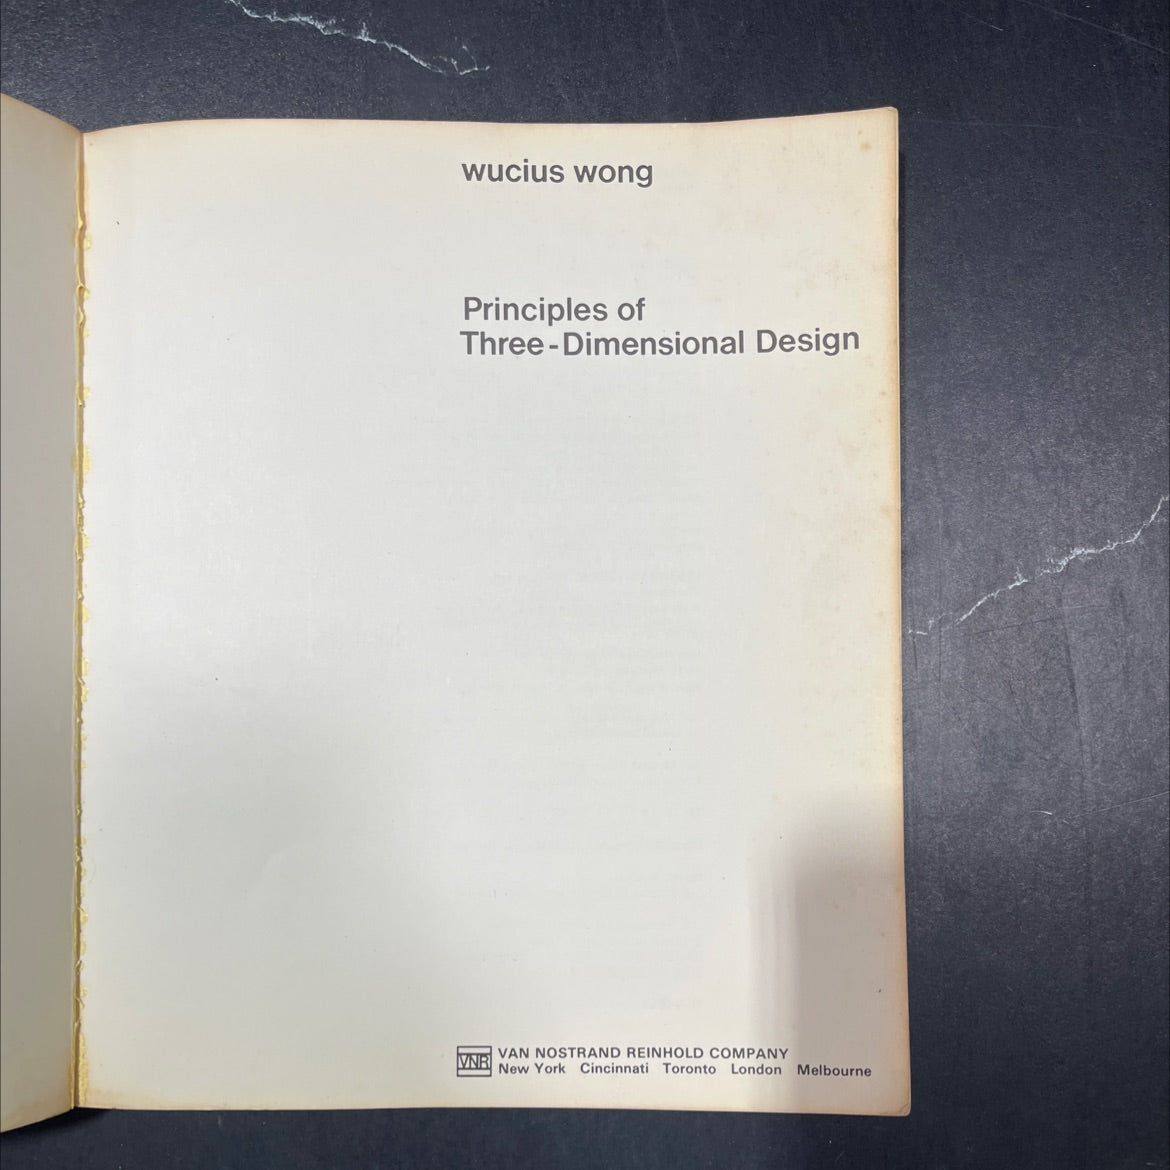 wucius wong
Principles of
Three-Dimensional Design
VNR
VAN NOSTRAND REINHOLD COMPANY
New York Cincinnati Toronto London Melbourne